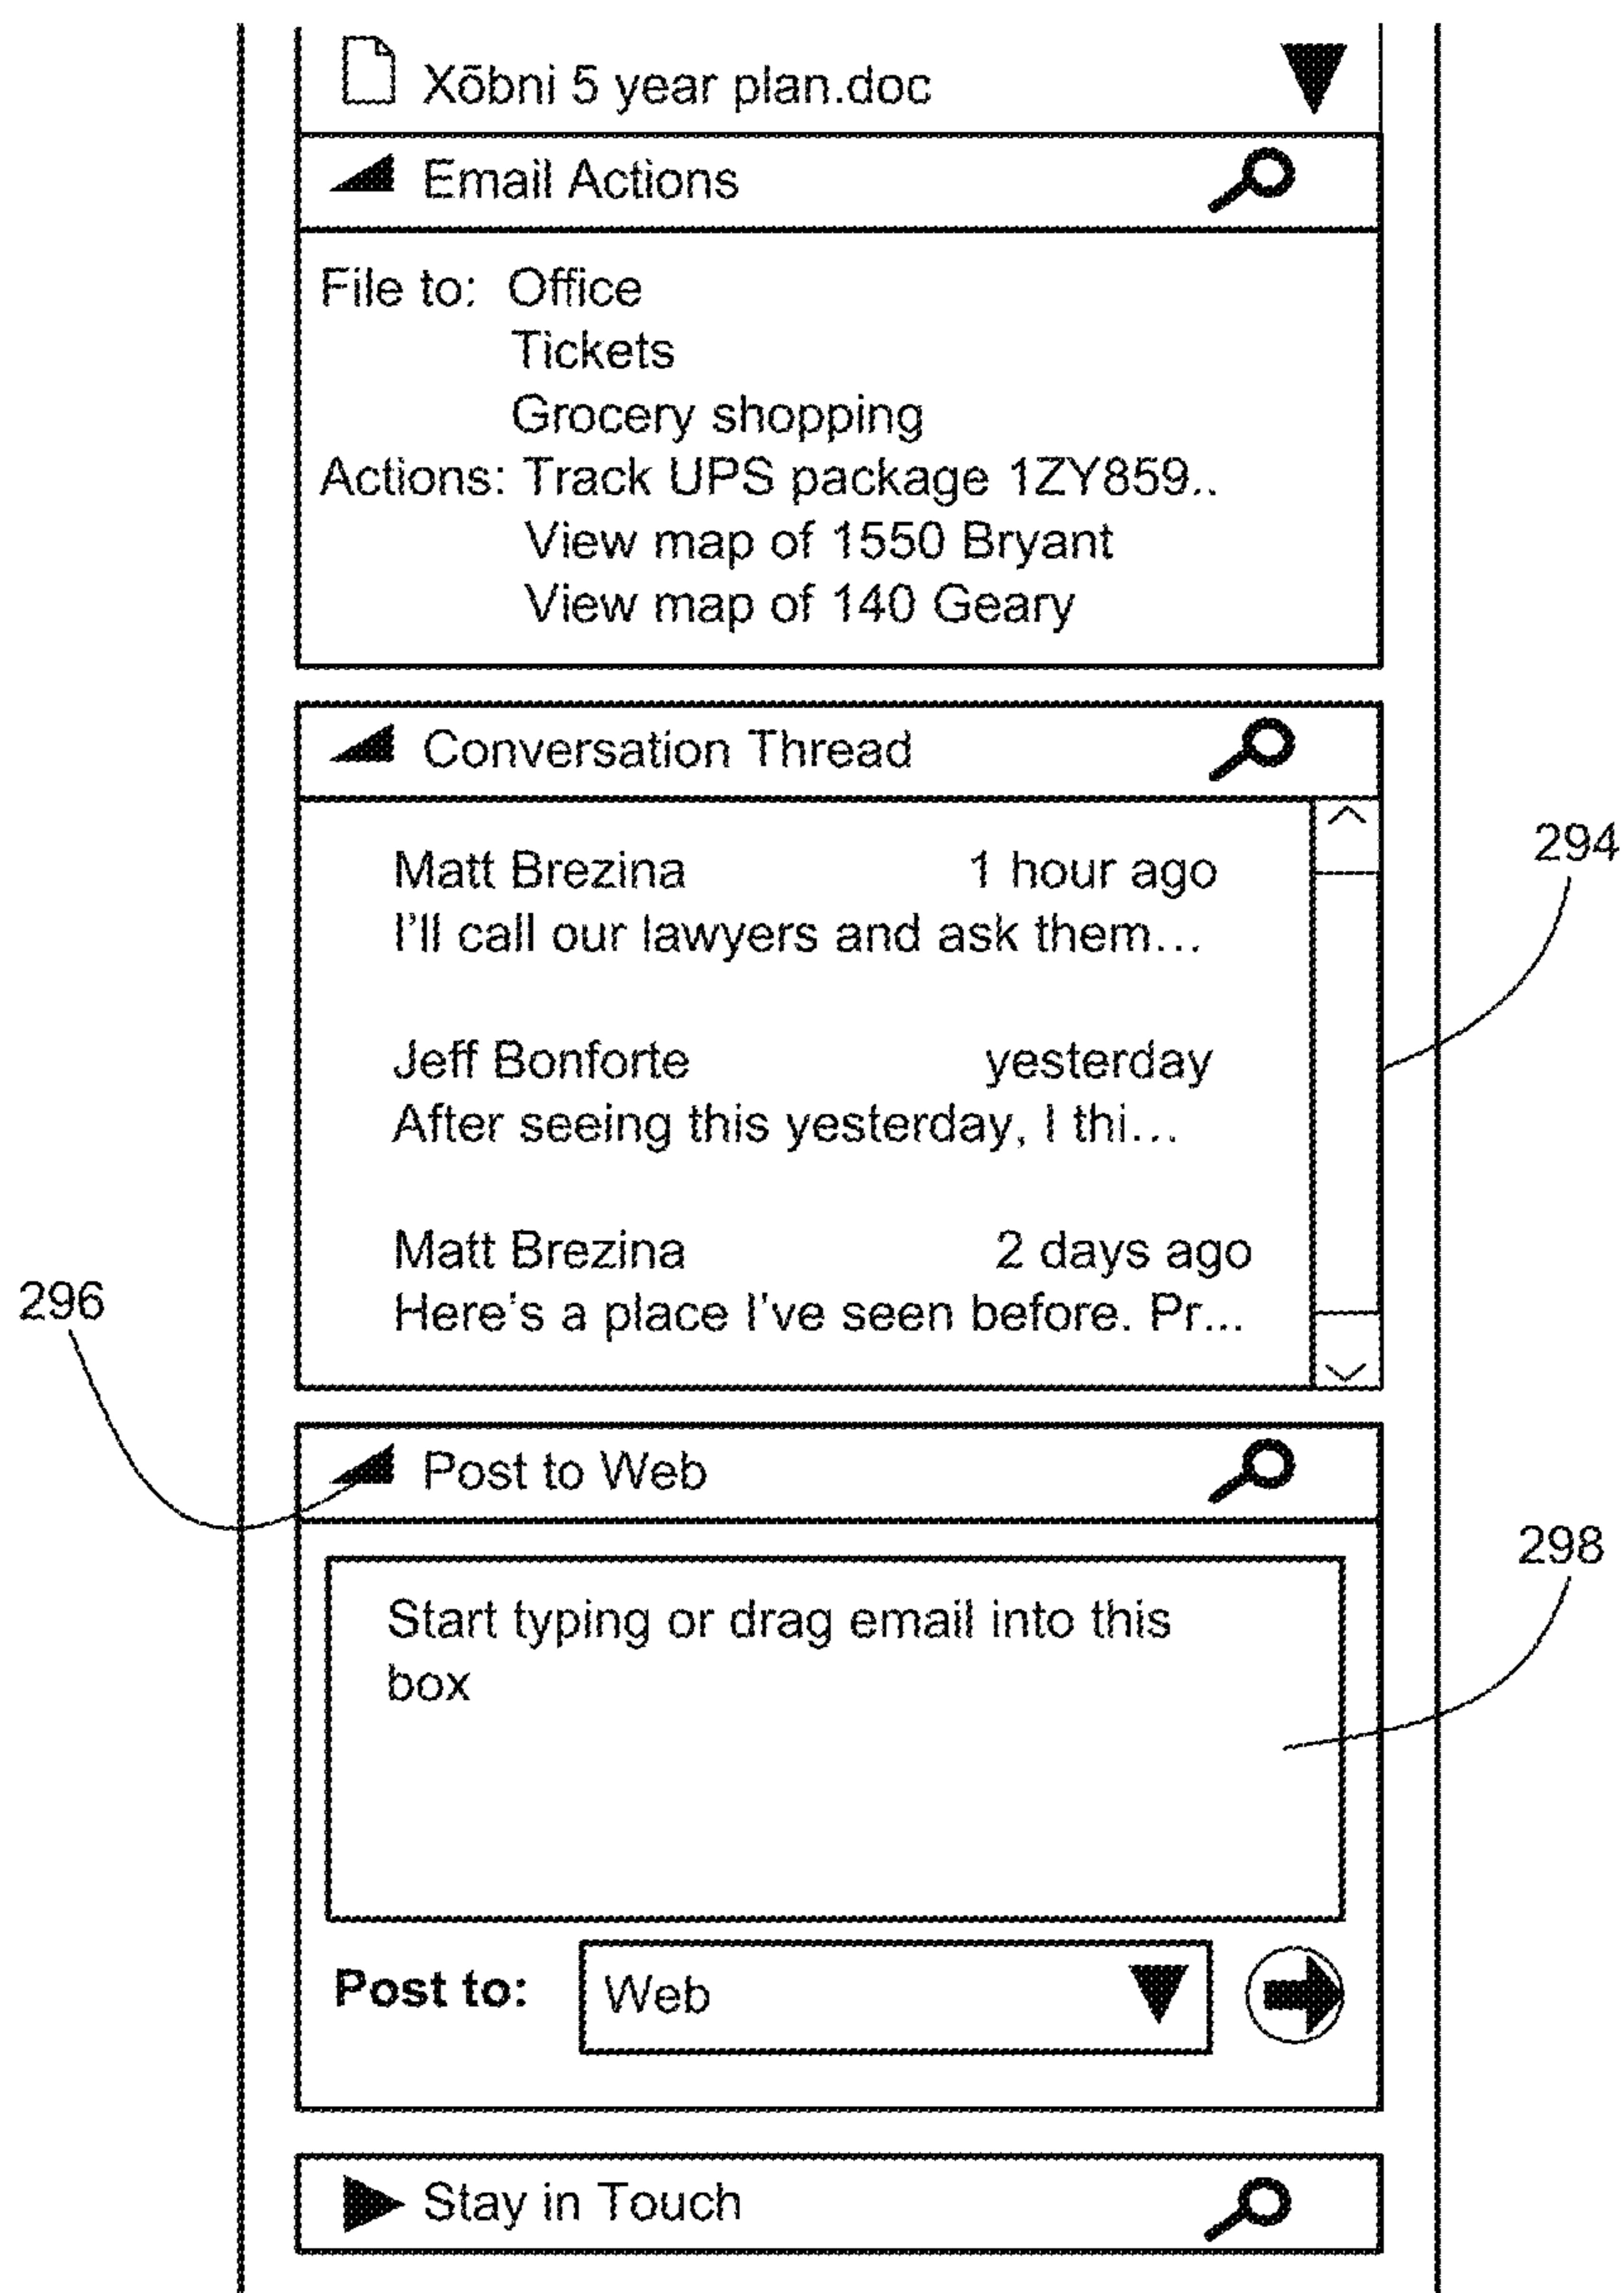 Xōbni 5 year plan.doc
Email Actions
File to: Office
Tickets
Grocery shopping
Actions: Track UPS package 1ZY859..
View map of 1550 Bryant
View map of 140 Geary
Conversation Thread
294
Matt Brezina 1 hour ago
I'll call our lawyers and ask them...
Jeff Bonforte yesterday
After seeing this yesterday, I thi...
Matt Brezina 2 days ago
296
Here's a place I've seen before. Pr...
Post to Web
298
Start typing or drag email into this
box
Post to: Web
Stay in Touch